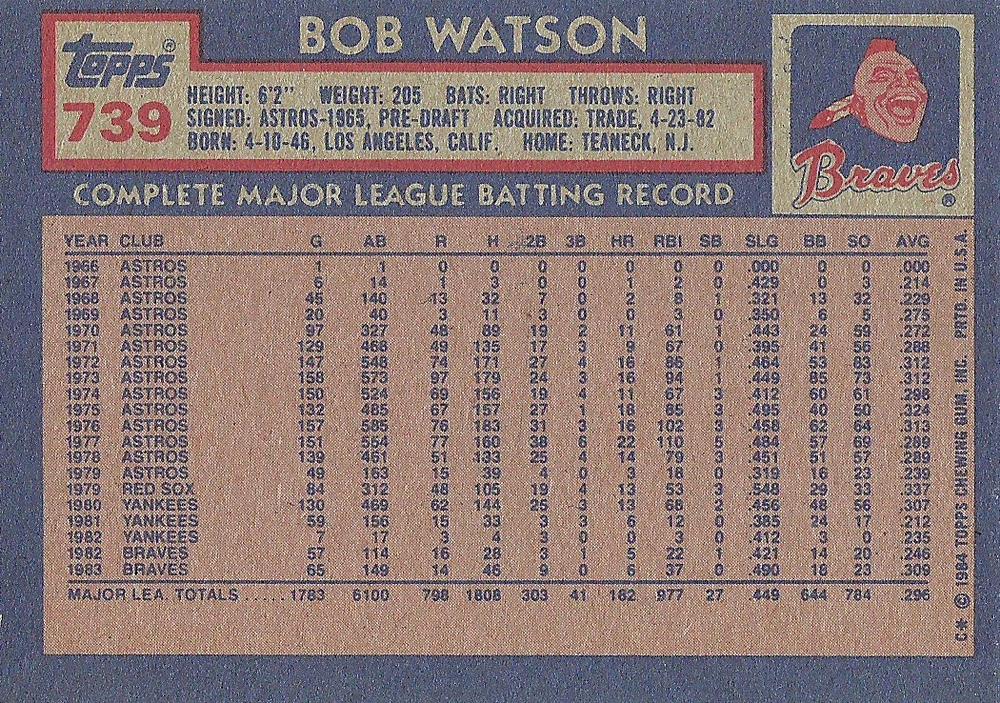 BOB WATSON
Topps®
739
HEIGHT: 6'2" WEIGHT: 205 BATS: RIGHT THROWS: RIGHT
SIGNED: ASTROS-1965, PRE-DRAFT ACQUIRED: TRADE, 4-23-82
BORN: 4-10-46, LOS ANGELES, CALIF. HOME: TEANECK, N.J.
Braves®
COMPLETE MAJOR LEAGUE BATTING RECORD
YEAR CLUB G AB R H 2B 3B HR RBI SB SLG BB SO AVG
1966 ASTROS 1 1 0 0 0 0 0 0 0 .000 0 0 .000
1967 ASTROS 6 14 1 3 0 0 1 2 0 .429 0 3 .214
1968 ASTROS 45 140 13 32 7 0 2 8 1 .321 13 32 .229
1969 ASTROS 20 40 3 11 3 0 0 3 0 .350 6 5 .275
1970 ASTROS 97 327 48 89 19 2 11 61 1 .443 24 59 .272
1971 ASTROS 129 468 49 135 17 3 9 67 0 .395 41 56 .288
1972 ASTROS 147 548 74 171 27 4 16 86 1 .464 53 83 .312
1973 ASTROS 158 573 97 179 24 3 16 94 1 .449 85 73 .312
1974 ASTROS 150 524 69 156 19 4 11 67 3 .412 60 61 .298
1975 ASTROS 132 485 67 157 27 1 18 85 3 .495 40 50 .324
1976 ASTROS 157 585 76 183 31 3 16 102 3 .458 62 64 .313
1977 ASTROS 151 554 77 160 38 6 22 110 5 .484 57 69 .289
1978 ASTROS 139 461 51 133 25 4 14 79 3 .451 51 57 .289
1979 ASTROS 49 163 15 39 4 0 3 18 0 .319 16 23 .239
1979 RED SOX 84 312 48 105 19 4 13 53 3 .548 29 33 .337
1980 YANKEES 130 469 62 144 25 3 13 68 2 .456 48 56 .307
1981 YANKEES 59 156 15 33 3 3 6 12 0 .385 24 17 .212
1982 YANKEES 7 17 3 4 3 0 0 3 0 .412 3 0 .235
1982 BRAVES 57 114 16 28 3 1 5 22 1 .421 14 20 .246
1983 BRAVES 65 149 14 46 9 0 6 37 0 .490 18 23 .309
MAJOR LEA. TOTALS ..... 1783 6100 798 1808 303 41 182 977 27 .449 644 784 .296
C* © 1984 TOPPS CHEWING GUM, INC. PRTD. IN U.S.A.